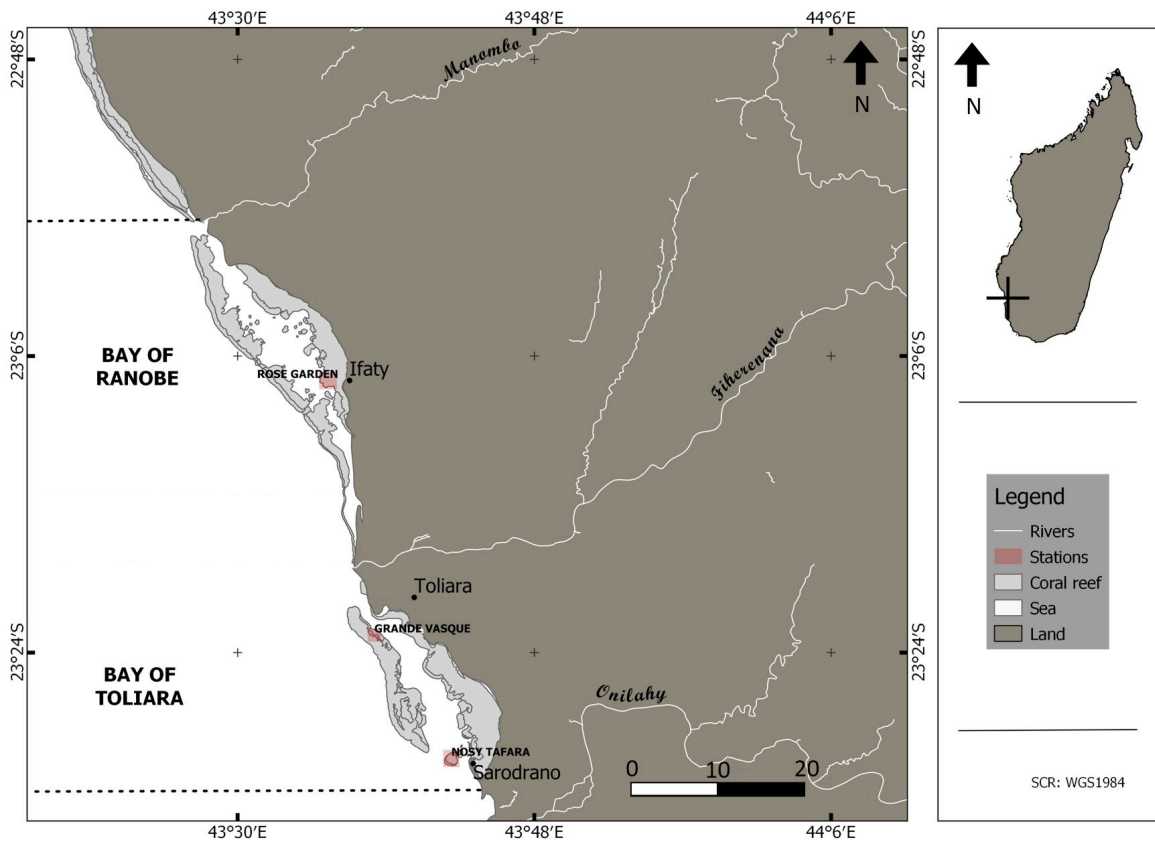 43°30′E
43°48′E
44°6′E
22°48′S
22°48′S
Manombo
N
N
BAY OF
RANOBE
23°6′S
23°6′S
ROSE GARDEN
Ifaty
Fiherenana
Toliara
GRANDE VASQUE
23°24′S
23°24′S
BAY OF
TOLIARA
Onilahy
NOSY TAFARA
Sarodrano
0
10
20
43°30′E
43°48′E
44°6′E
Legend
Rivers
Stations
Coral reef
Sea
Land
SCR: WGS1984